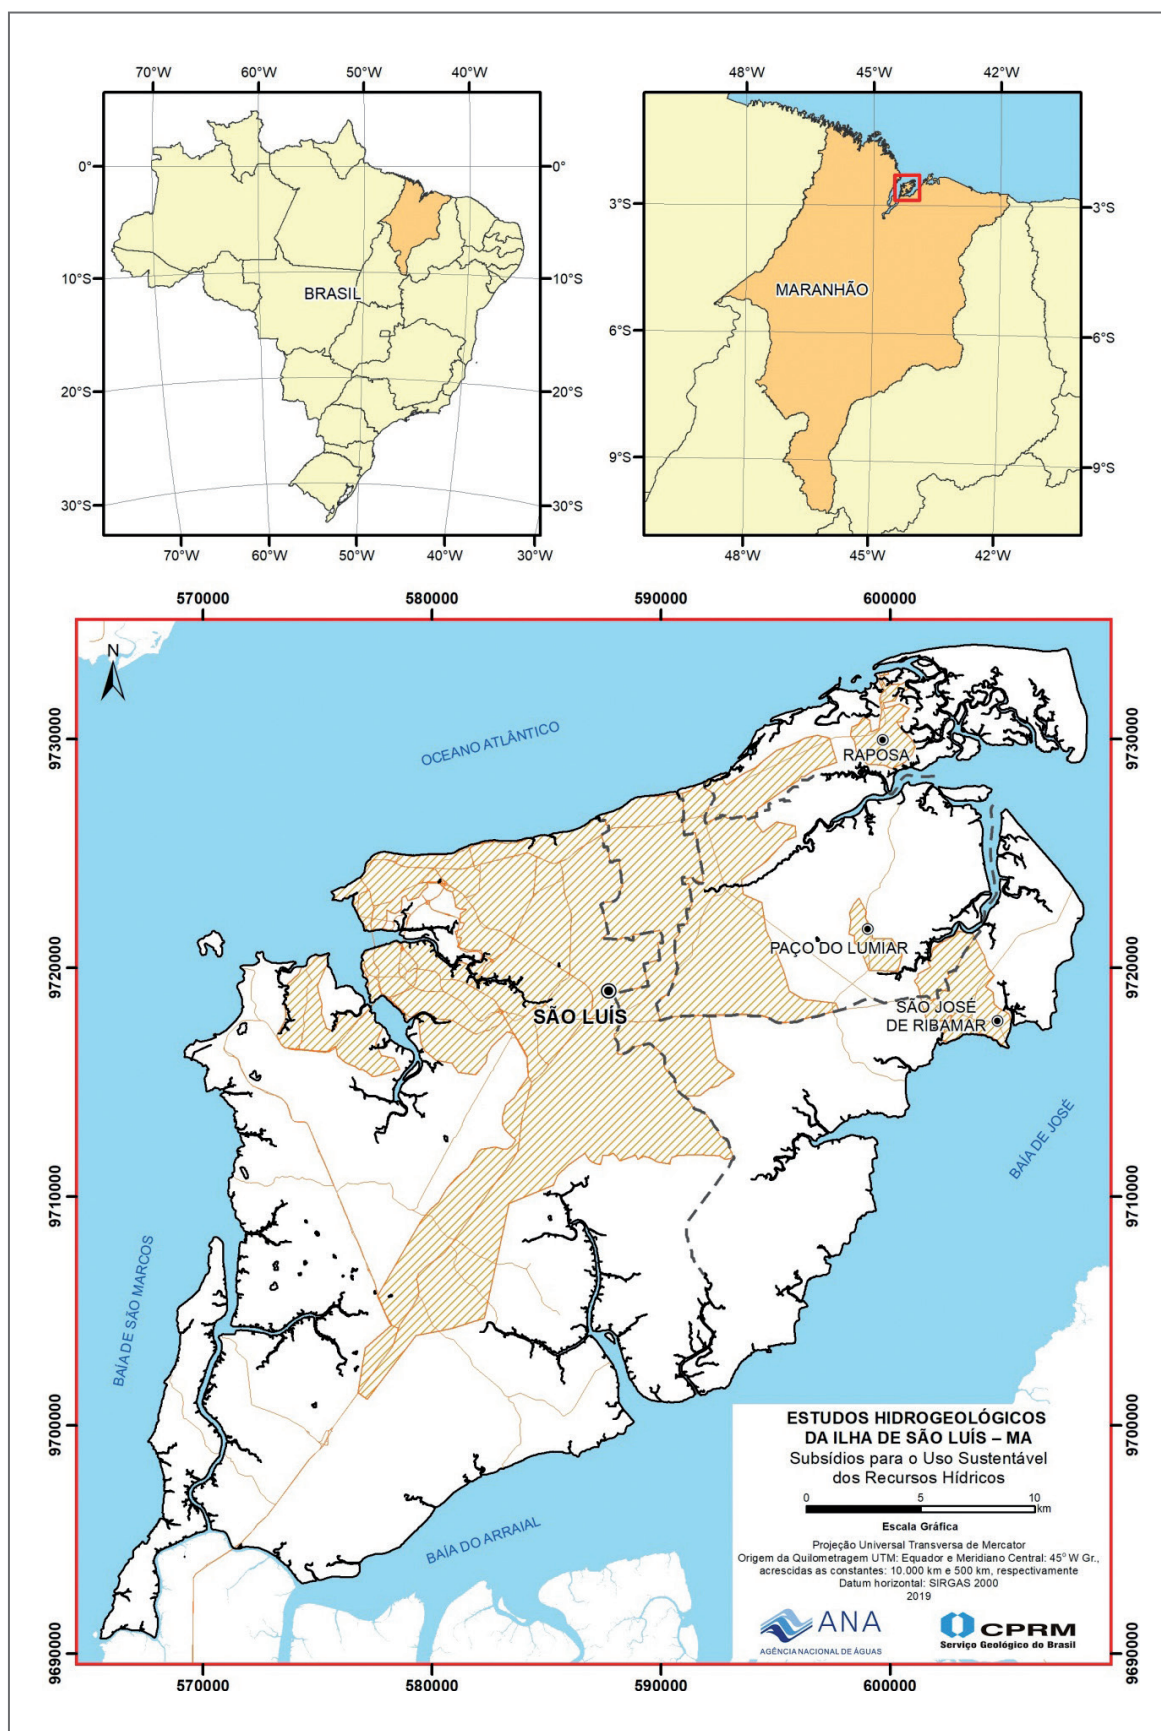 70°W 60°W 50°W 40°W
0° 0°
10°S 10°S
20°S 20°S
30°S 30°S
BRASIL
70°W 60°W 50°W 40°W 30°W
48°W 45°W 42°W
3°S 3°S
MARANHÃO
6°S 6°S
9°S 9°S
48°W 45°W 42°W
570000 580000 590000 600000
N
9730000 9730000
OCEANO ATLÂNTICO
RAPOSA
PAÇO DO LUMIAR
9720000 9720000
SÃO LUÍS
SÃO JOSÉ
DE RIBAMAR
BAÍA DE JOSÉ
9710000 9710000
BAÍA DE SÃO MARCOS
9700000 9700000
BAÍA DO ARRAIAL
9690000 9690000
ESTUDOS HIDROGEOLÓGICOS
DA ILHA DE SÃO LUÍS – MA
Subsídios para o Uso Sustentável
dos Recursos Hídricos
0 5 10
km
Escala Gráfica
Projeção Universal Transversa de Mercator
Origem da Quilometragem UTM: Equador e Meridiano Central: 45° W Gr.,
acrescidas as constantes: 10.000 km e 500 km, respectivamente
Datum horizontal: SIRGAS 2000
2019
ANA
AGÊNCIA NACIONAL DE ÁGUAS
CPRM
Serviço Geológico do Brasil
570000 580000 590000 600000